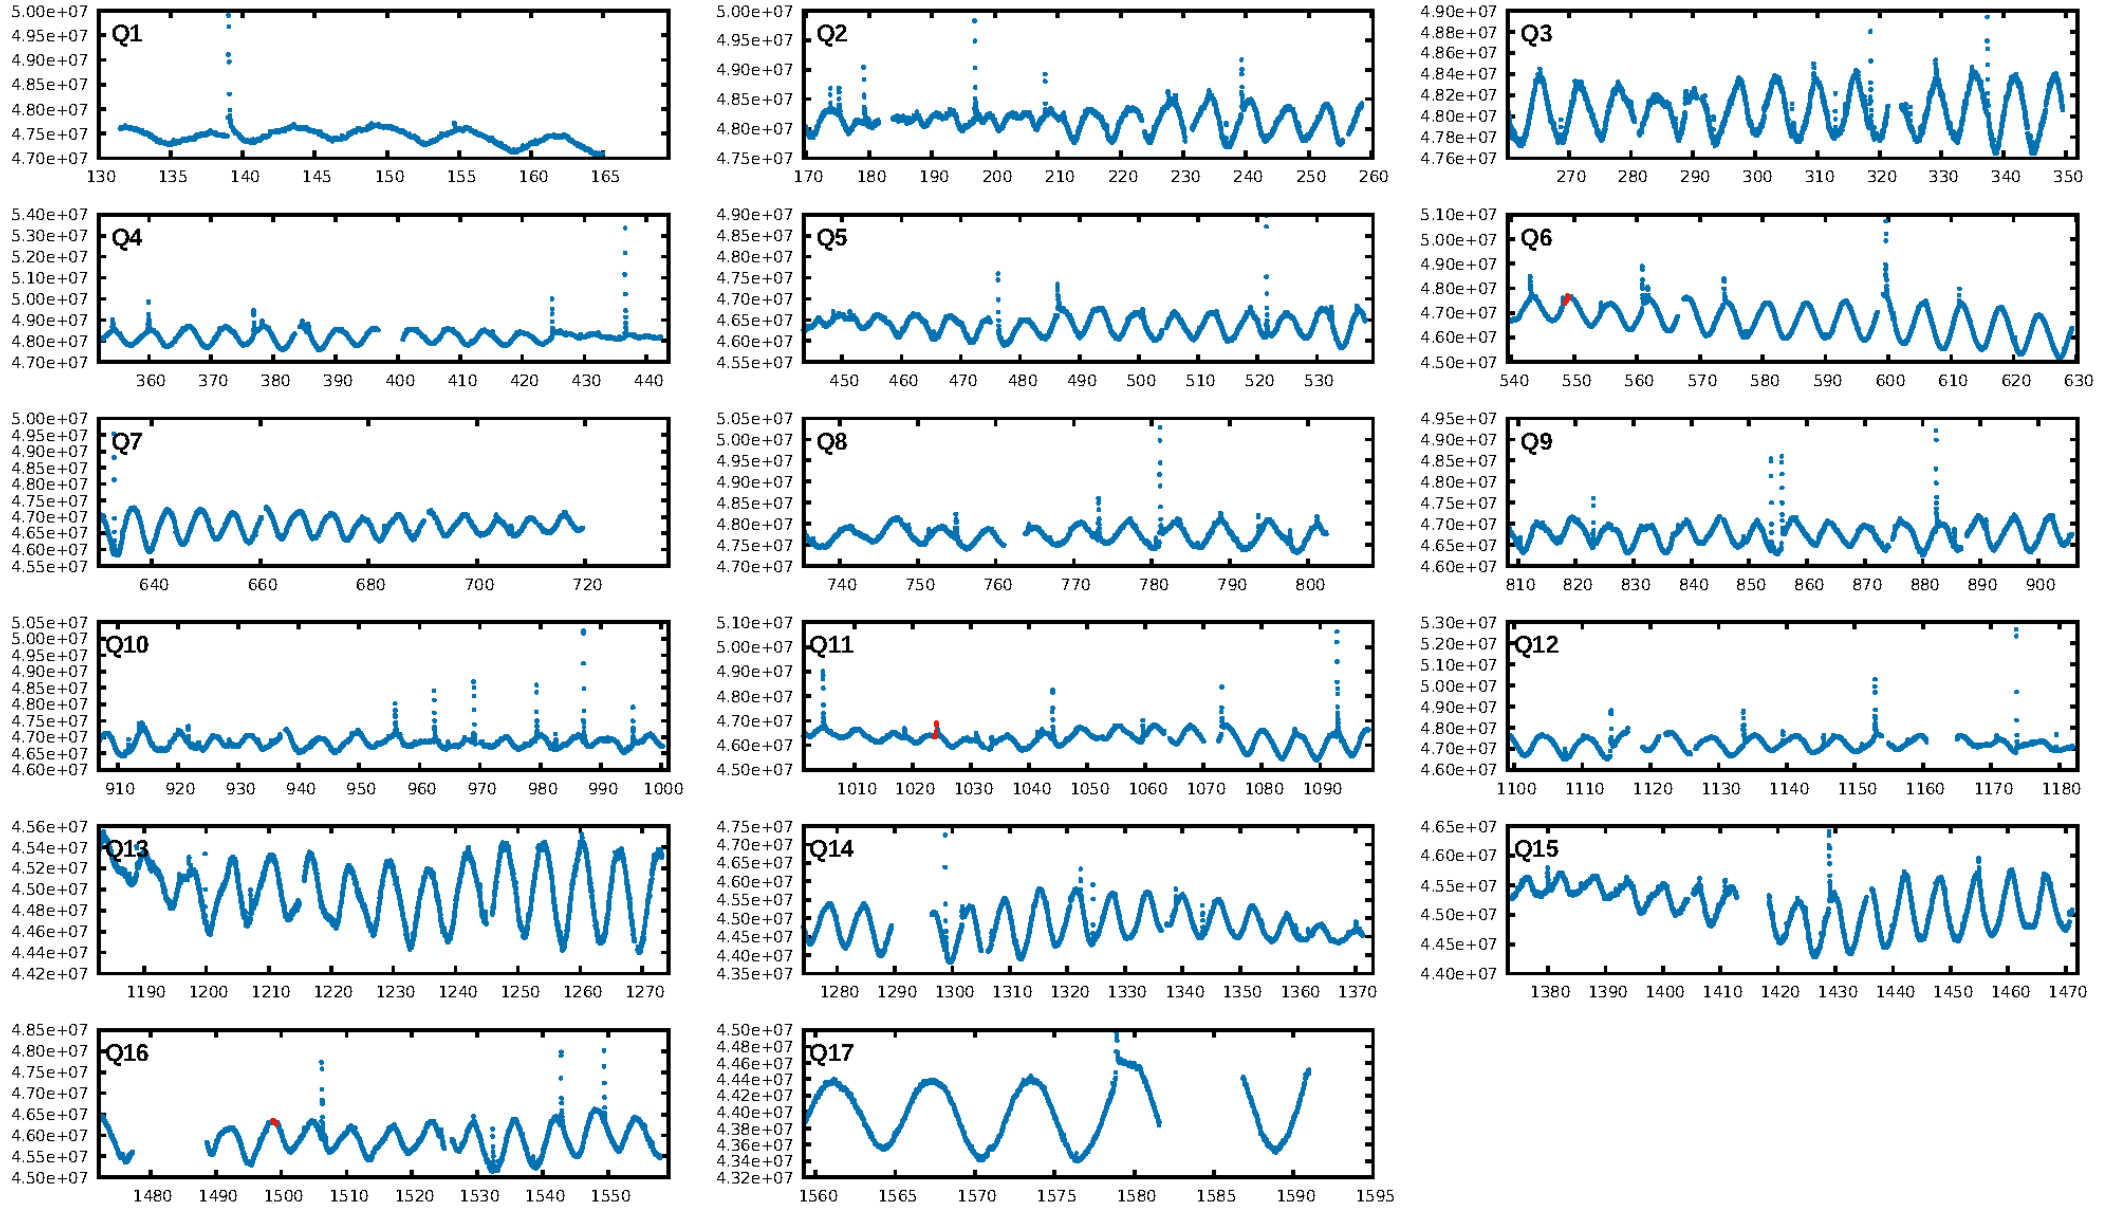 Q1
5.00e+07
4.95e+07
4.90e+07
4.85e+07
4.80e+07
4.75e+07
4.70e+07
130 135 140 145 150 155 160 165
Q2
5.00e+07
4.95e+07
4.90e+07
4.85e+07
4.80e+07
4.75e+07
170 180 190 200 210 220 230 240 250 260
Q3
4.90e+07
4.88e+07
4.86e+07
4.84e+07
4.82e+07
4.80e+07
4.78e+07
4.76e+07
270 280 290 300 310 320 330 340 350
Q4
5.40e+07
5.30e+07
5.20e+07
5.10e+07
5.00e+07
4.90e+07
4.80e+07
4.70e+07
360 370 380 390 400 410 420 430 440
Q5
4.90e+07
4.85e+07
4.80e+07
4.75e+07
4.70e+07
4.65e+07
4.60e+07
4.55e+07
450 460 470 480 490 500 510 520 530
Q6
5.10e+07
5.00e+07
4.90e+07
4.80e+07
4.70e+07
4.60e+07
4.50e+07
540 550 560 570 580 590 600 610 620 630
Q7
5.00e+07
4.95e+07
4.90e+07
4.85e+07
4.80e+07
4.75e+07
4.70e+07
4.65e+07
4.60e+07
4.55e+07
640 660 680 700 720
Q8
5.05e+07
5.00e+07
4.95e+07
4.90e+07
4.85e+07
4.80e+07
4.75e+07
4.70e+07
740 750 760 770 780 790 800
Q9
4.95e+07
4.90e+07
4.85e+07
4.80e+07
4.75e+07
4.70e+07
4.65e+07
4.60e+07
810 820 830 840 850 860 870 880 890 900
Q10
5.05e+07
5.00e+07
4.95e+07
4.90e+07
4.85e+07
4.80e+07
4.75e+07
4.70e+07
4.65e+07
4.60e+07
910 920 930 940 950 960 970 980 990 1000
Q11
5.10e+07
5.00e+07
4.90e+07
4.80e+07
4.70e+07
4.60e+07
4.50e+07
1010 1020 1030 1040 1050 1060 1070 1080 1090
Q12
5.30e+07
5.20e+07
5.10e+07
5.00e+07
4.90e+07
4.80e+07
4.70e+07
4.60e+07
1100 1110 1120 1130 1140 1150 1160 1170 1180
Q13
4.56e+07
4.54e+07
4.52e+07
4.50e+07
4.48e+07
4.46e+07
4.44e+07
4.42e+07
1190 1200 1210 1220 1230 1240 1250 1260 1270
Q14
4.75e+07
4.70e+07
4.65e+07
4.60e+07
4.55e+07
4.50e+07
4.45e+07
4.40e+07
4.35e+07
1280 1290 1300 1310 1320 1330 1340 1350 1360 1370
Q15
4.65e+07
4.60e+07
4.55e+07
4.50e+07
4.45e+07
4.40e+07
1380 1390 1400 1410 1420 1430 1440 1450 1460 1470
Q16
4.85e+07
4.80e+07
4.75e+07
4.70e+07
4.65e+07
4.60e+07
4.55e+07
4.50e+07
1480 1490 1500 1510 1520 1530 1540 1550
Q17
4.50e+07
4.48e+07
4.46e+07
4.44e+07
4.42e+07
4.40e+07
4.38e+07
4.36e+07
4.34e+07
4.32e+07
1560 1565 1570 1575 1580 1585 1590 1595